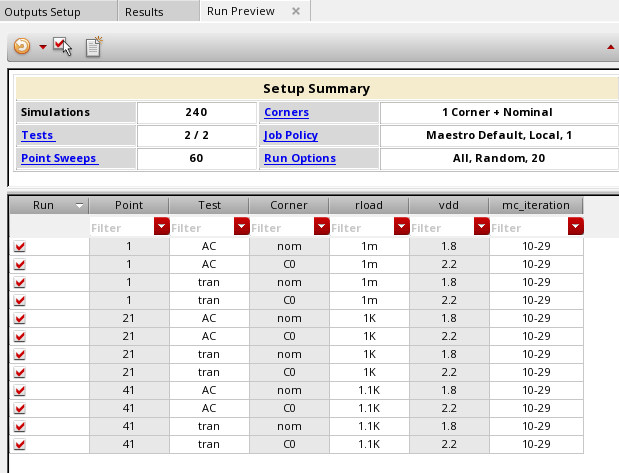 Outputs Setup Results Run Preview
Setup Summary
Simulations 240 Corners 1 Corner + Nominal
Tests 2 / 2 Job Policy Maestro Default, Local, 1
Point Sweeps 60 Run Options All, Random, 20
Run Point Test Corner rload vdd mc_iteration
Filter Filter Filter Filter Filter Filter
1 AC nom 1m 1.8 10-29
1 AC C0 1m 2.2 10-29
1 tran nom 1m 1.8 10-29
1 tran C0 1m 2.2 10-29
21 AC nom 1K 1.8 10-29
21 AC C0 1K 2.2 10-29
21 tran nom 1K 1.8 10-29
21 tran C0 1K 2.2 10-29
41 AC nom 1.1K 1.8 10-29
41 AC C0 1.1K 2.2 10-29
41 tran nom 1.1K 1.8 10-29
41 tran C0 1.1K 2.2 10-29